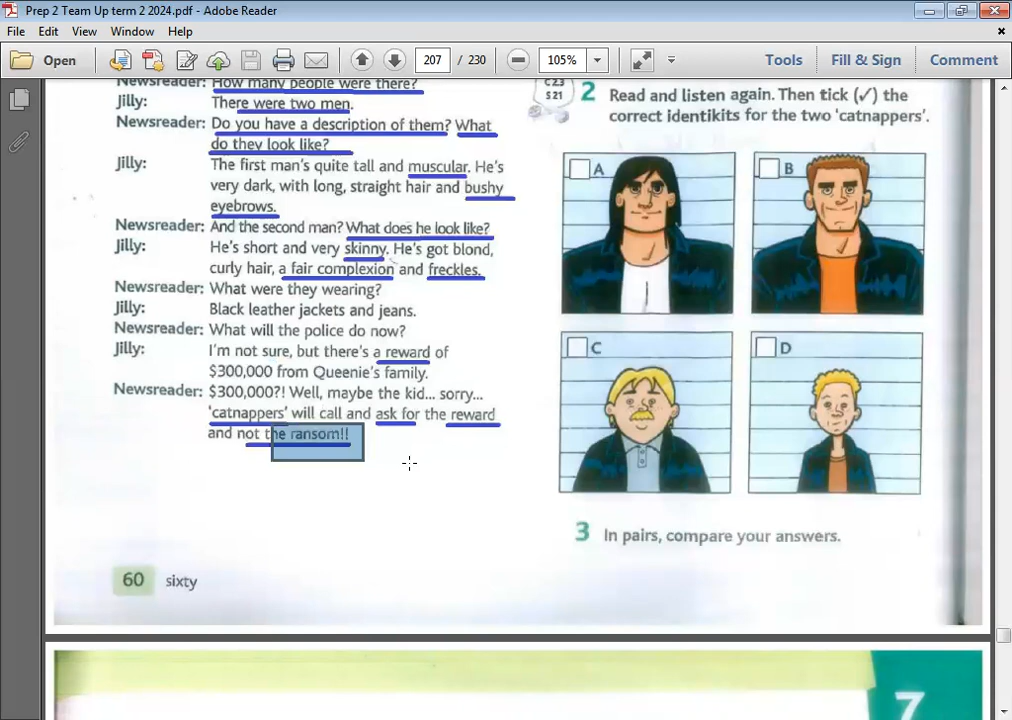 Prep 2 Team Up term 2 2024.pdf - Adobe Reader
File Edit View Window Help
Open 207 / 230 105% Tools Fill & Sign Comment
Newsreader: How many people were there?
Jilly: There were two men.
Newsreader: Do you have a description of them? What
do they look like?
Jilly: The first man's quite tall and muscular. He's
very dark, with long, straight hair and bushy
eyebrows.
Newsreader: And the second man? What does he look like?
Jilly: He's short and very skinny. He's got blond,
curly hair, a fair complexion and freckles.
Newsreader: What were they wearing?
Jilly: Black leather jackets and jeans.
Newsreader: What will the police do now?
Jilly: I'm not sure, but there's a reward of
$300,000 from Queenie's family.
Newsreader: $300,000?! Well, maybe the kid... sorry...
'catnappers' will call and ask for the reward
and not the ransom!!
60 sixty
C23
S21
2 Read and listen again. Then tick (✓) the
correct identikits for the two 'catnappers'.
A
B
C
D
3 In pairs, compare your answers.
7